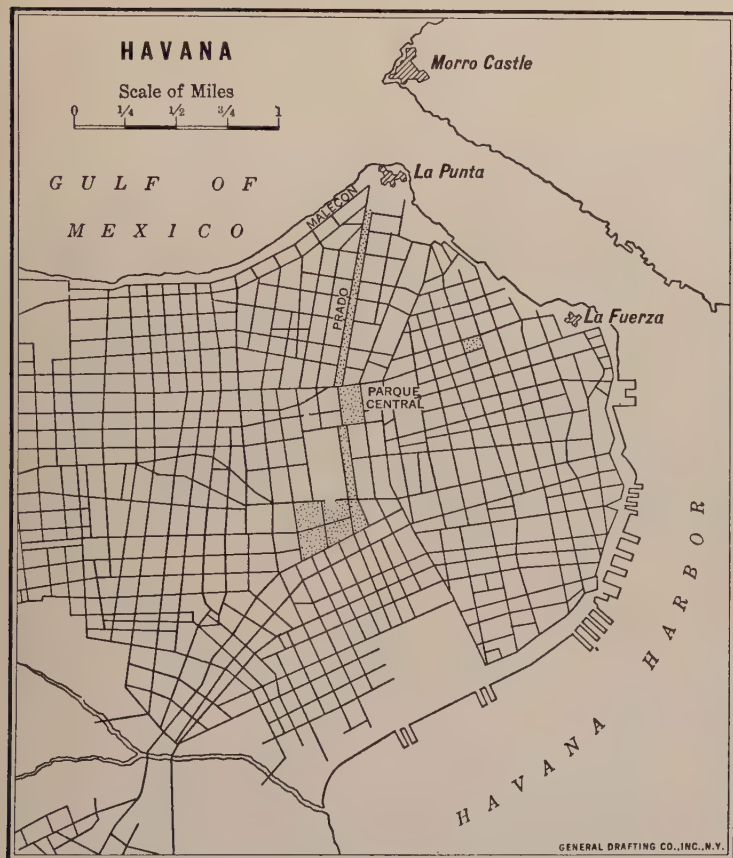 HAVANA
Scale of Miles
0 1/4 1/2 3/4 1
Morro Castle
GULF OF
MEXICO
La Punta
MALECON
PRADO
La Fuerza
PARQUE
CENTRAL
HAVANA HARBOR
GENERAL DRAFTING CO., INC., N.Y.